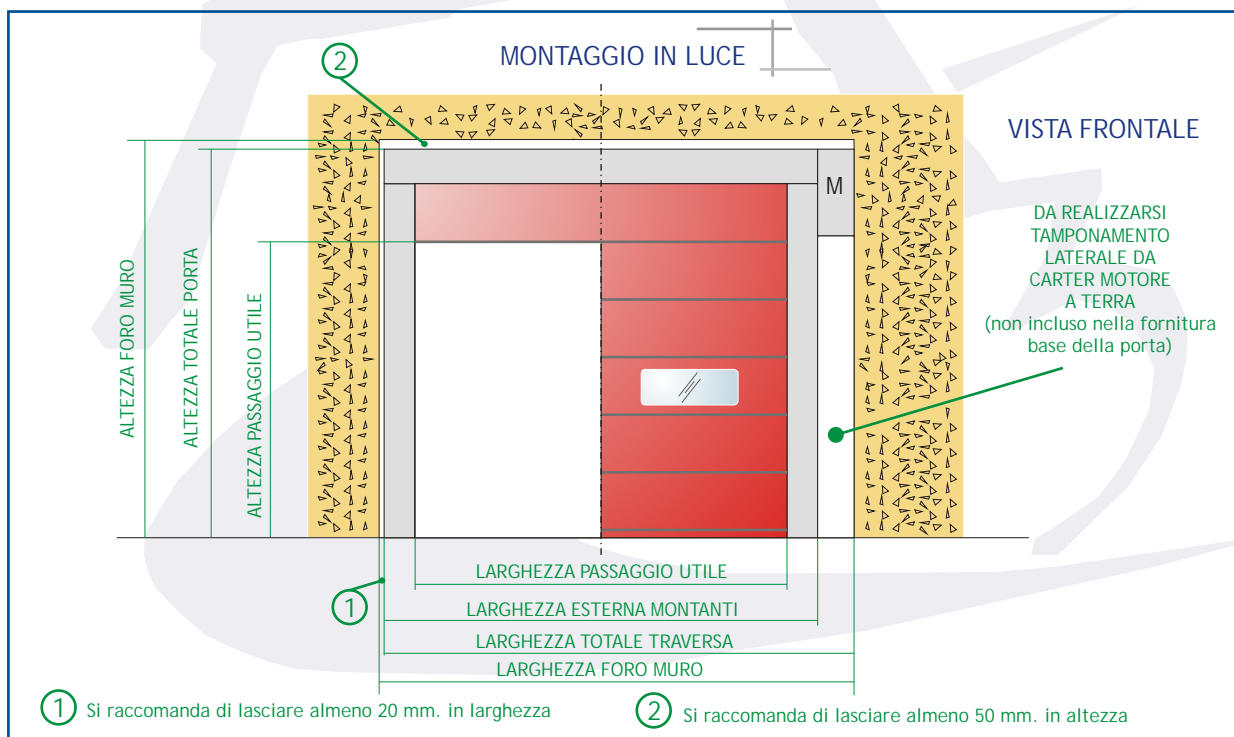 MONTAGGIO IN LUCE
2
VISTA FRONTALE
M
DA REALIZZARSI
TAMPONAMENTO
LATERALE DA
CARTER MOTORE
A TERRA
(non incluso nella fornitura
base della porta)
ALTEZZA FORO MURO
ALTEZZA TOTALE PORTA
ALTEZZA PASSAGGIO UTILE
LARGHEZZA PASSAGGIO UTILE
1
LARGHEZZA ESTERNA MONTANTI
LARGHEZZA TOTALE TRAVERSA
LARGHEZZA FORO MURO
1 Si raccomanda di lasciare almeno 20 mm. in larghezza
2 Si raccomanda di lasciare almeno 50 mm. in altezza